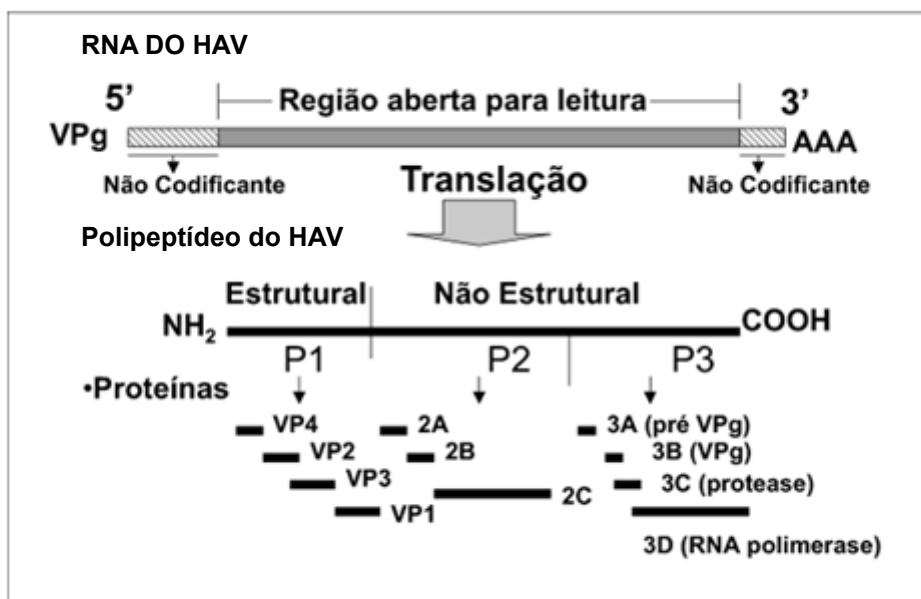 RNA DO HAV
5’ Região aberta para leitura 3’
VPg AAA
Não Codificante Translação Não Codificante
Polipeptídeo do HAV
Estrutural Não Estrutural
NH2 COOH
P1 P2 P3
•Proteínas
VP4 2A 3A (pré VPg)
VP2 2B 3B (VPg)
VP3 2C 3C (protease)
VP1 3D (RNA polimerase)